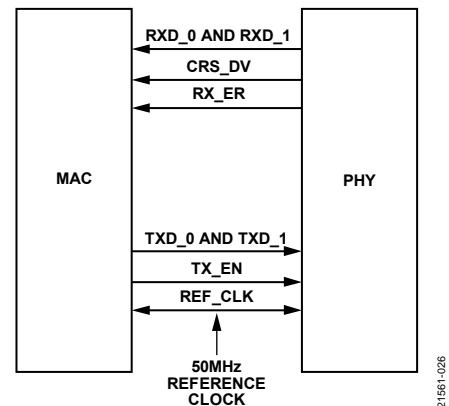 RXD_0 AND RXD_1
CRS_DV
RX_ER
MAC
PHY
TXD_0 AND TXD_1
TX_EN
REF_CLK
50MHz
REFERENCE
CLOCK
21561-026